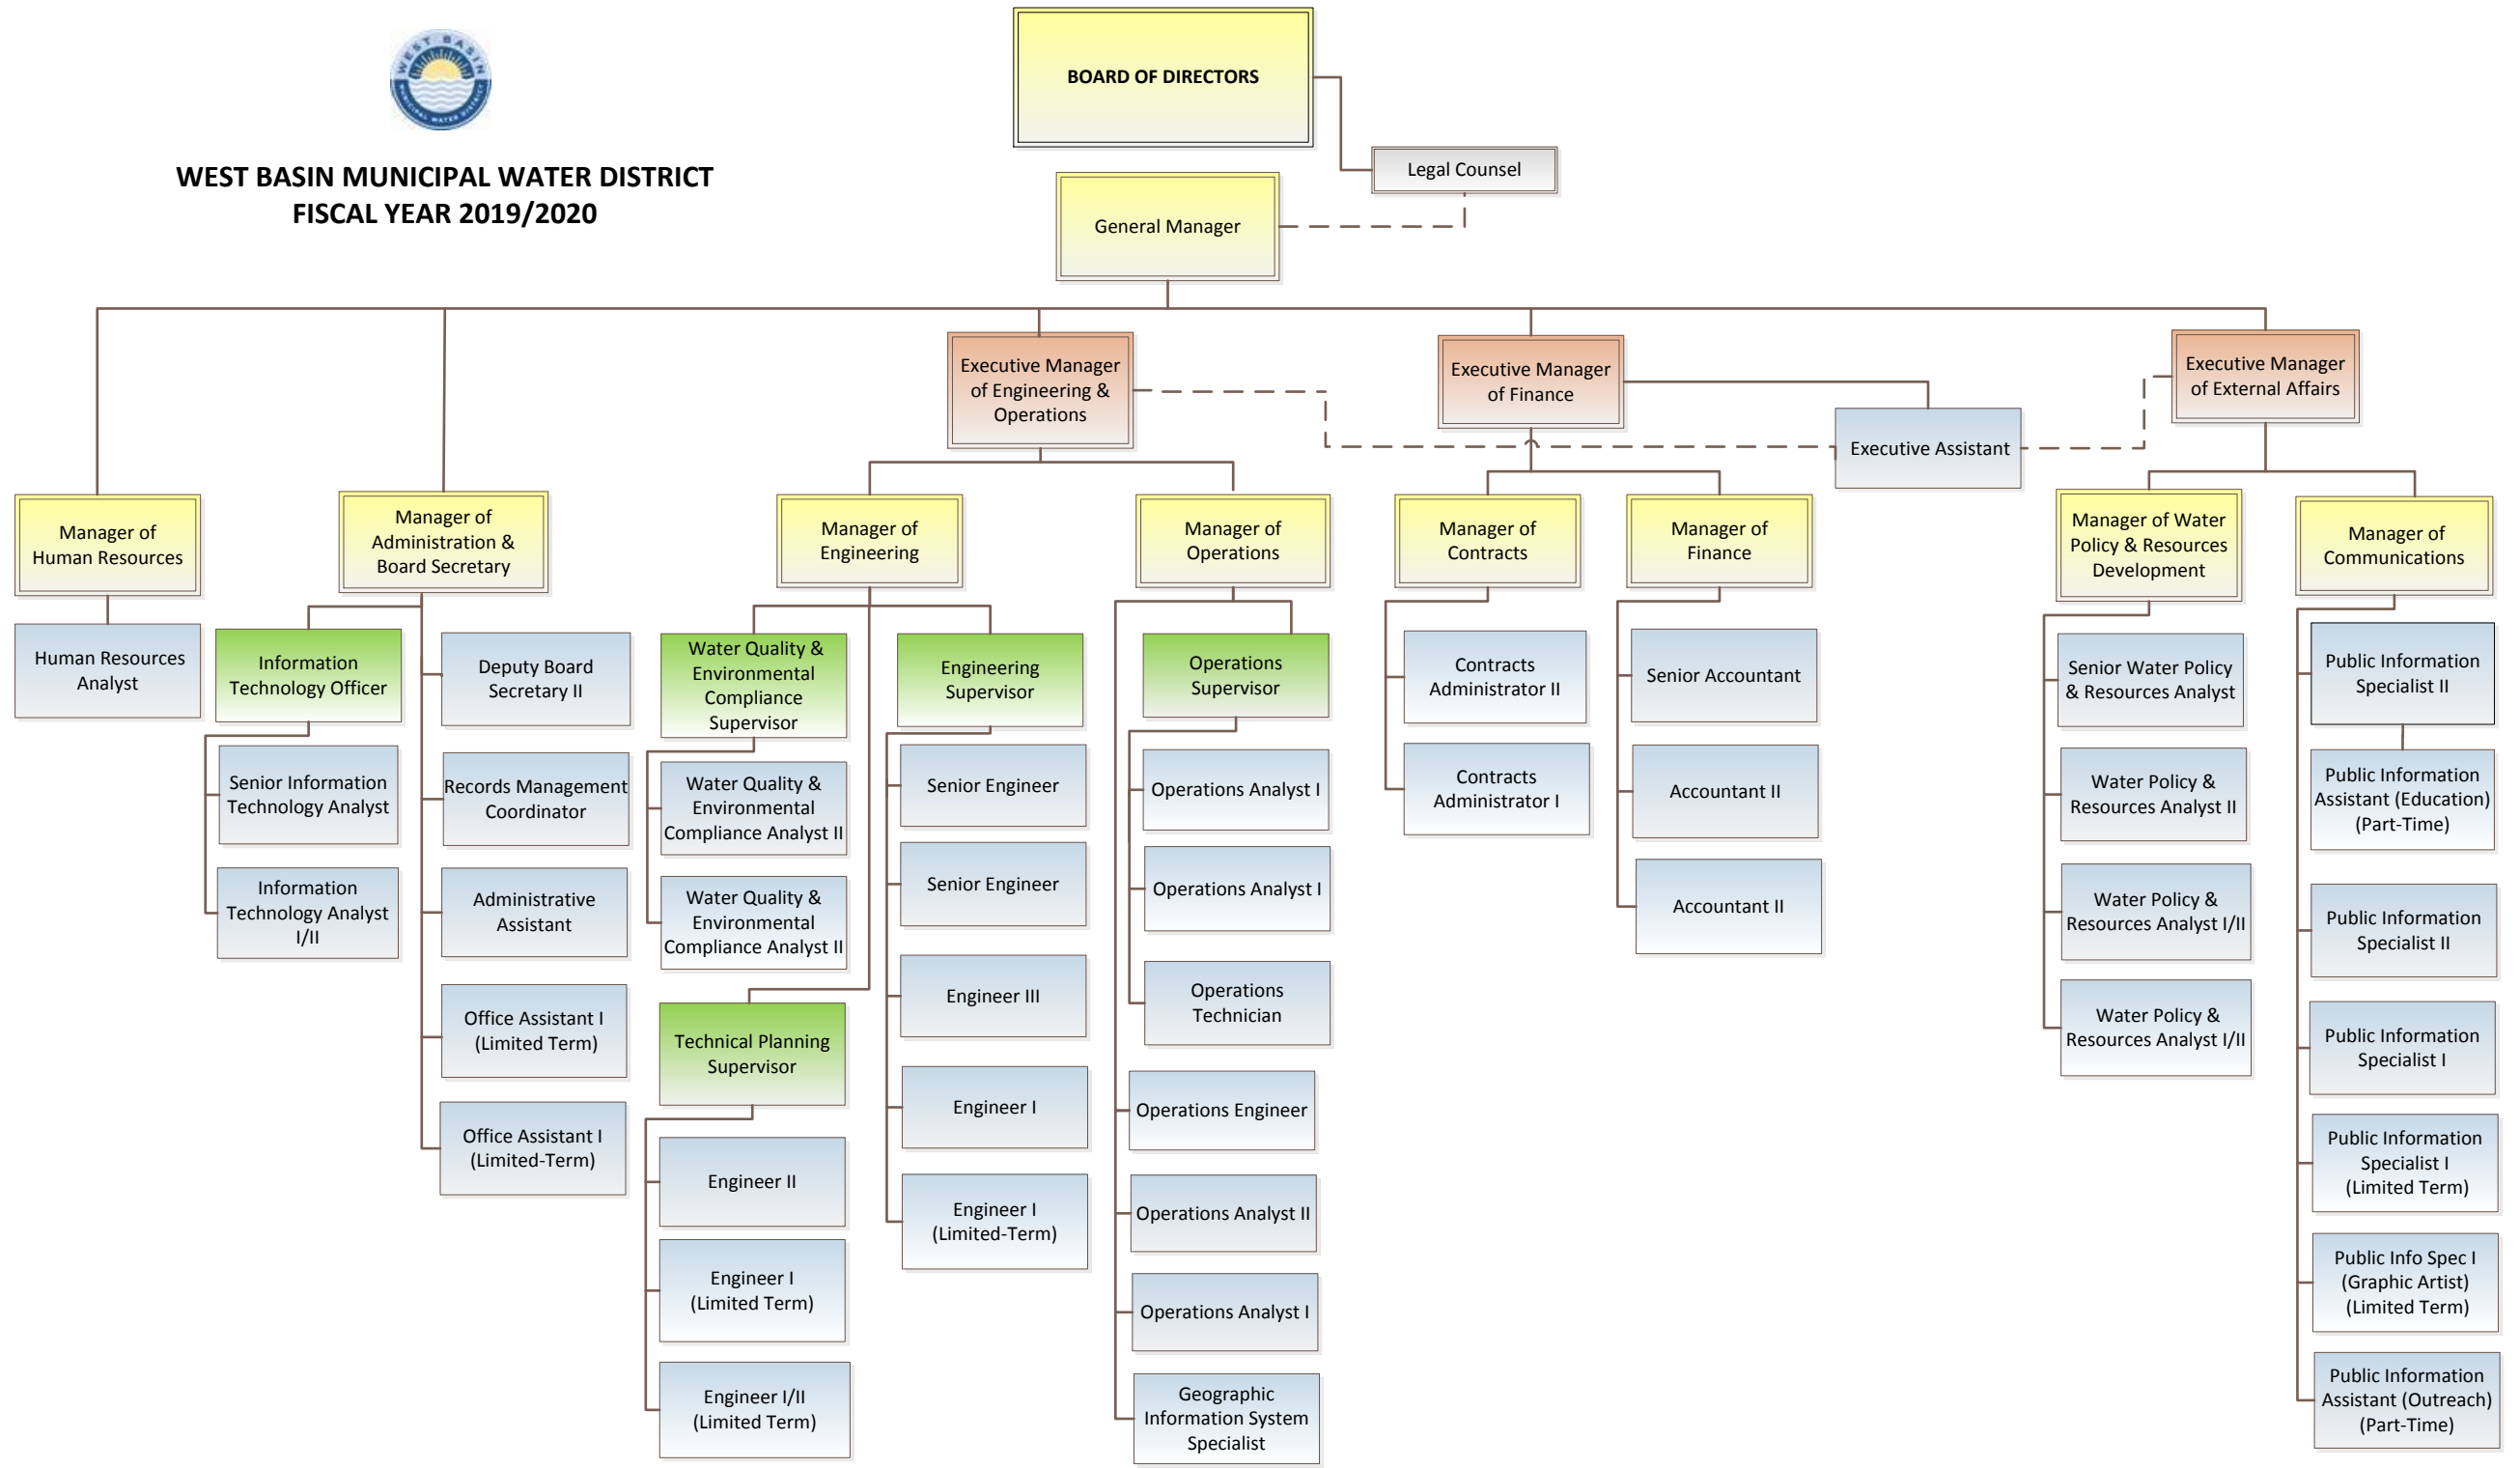 WEST BASIN
MUNICIPAL WATER DISTRICT
WEST BASIN MUNICIPAL WATER DISTRICT
FISCAL YEAR 2019/2020
BOARD OF DIRECTORS
Legal Counsel
General Manager
Executive Manager
of Engineering &
Operations
Executive Manager
of Finance
Executive Manager
of External Affairs
Executive Assistant
Manager of
Human Resources
Manager of
Administration &
Board Secretary
Manager of
Engineering
Manager of
Operations
Manager of
Contracts
Manager of
Finance
Manager of Water
Policy & Resources
Development
Manager of
Communications
Human Resources
Analyst
Information
Technology Officer
Senior Information
Technology Analyst
Information
Technology Analyst
I/II
Deputy Board
Secretary II
Records Management
Coordinator
Administrative
Assistant
Office Assistant I
(Limited Term)
Office Assistant I
(Limited-Term)
Water Quality &
Environmental
Compliance
Supervisor
Water Quality &
Environmental
Compliance Analyst II
Water Quality &
Environmental
Compliance Analyst II
Technical Planning
Supervisor
Engineer II
Engineer I
(Limited Term)
Engineer I/II
(Limited Term)
Engineering
Supervisor
Senior Engineer
Senior Engineer
Engineer III
Engineer I
Engineer I
(Limited-Term)
Operations
Supervisor
Operations Analyst I
Operations Analyst I
Operations
Technician
Operations Engineer
Operations Analyst II
Operations Analyst I
Geographic
Information System
Specialist
Contracts
Administrator II
Contracts
Administrator I
Senior Accountant
Accountant II
Accountant II
Senior Water Policy
& Resources Analyst
Water Policy &
Resources Analyst II
Water Policy &
Resources Analyst I/II
Water Policy &
Resources Analyst I/II
Public Information
Specialist II
Public Information
Assistant (Education)
(Part-Time)
Public Information
Specialist II
Public Information
Specialist I
Public Information
Specialist I
(Limited Term)
Public Info Spec I
(Graphic Artist)
(Limited Term)
Public Information
Assistant (Outreach)
(Part-Time)